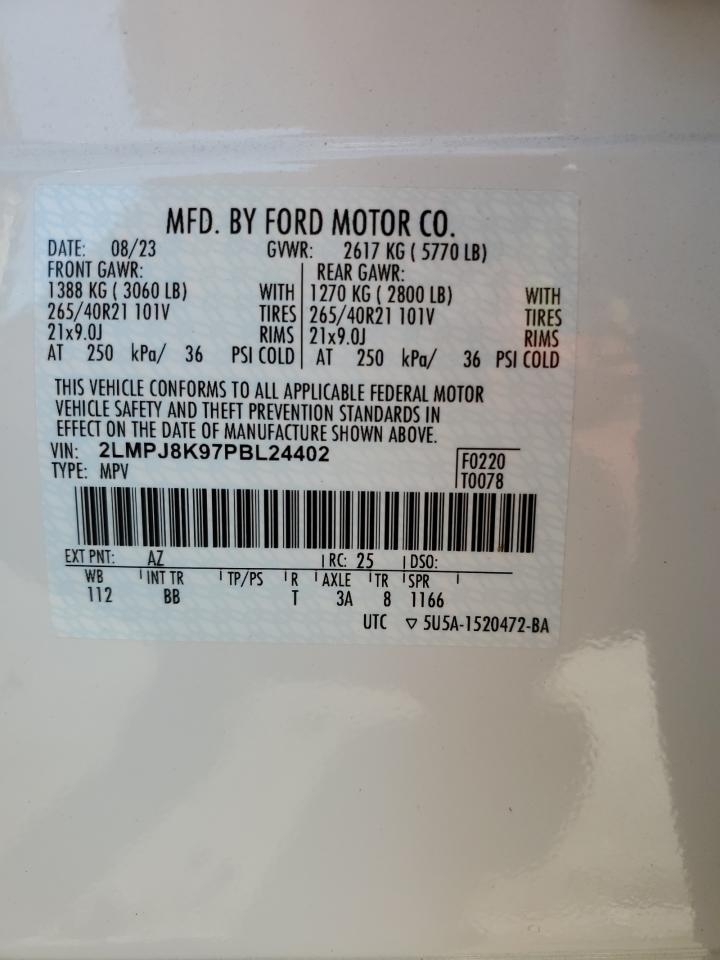 MFD. BY FORD MOTOR CO.
DATE: 08/23 GVWR: 2617 KG ( 5770 LB)
FRONT GAWR: REAR GAWR:
1388 KG ( 3060 LB) WITH 1270 KG ( 2800 LB) WITH
265/40R21 101V TIRES 265/40R21 101V TIRES
21x9.0J RIMS 21x9.0J RIMS
AT 250 kPa/ 36 PSI COLD AT 250 kPa/ 36 PSI COLD
THIS VEHICLE CONFORMS TO ALL APPLICABLE FEDERAL MOTOR
VEHICLE SAFETY AND THEFT PREVENTION STANDARDS IN
EFFECT ON THE DATE OF MANUFACTURE SHOWN ABOVE.
VIN: 2LMPJ8K97PBL24402 F0220
TYPE: MPV T0078
EXT PNT: AZ RC: 25 DSO:
WB INT TR TP/PS R AXLE TR SPR
112 BB T 3A 8 1166
UTC ▽ 5U5A-1520472-BA